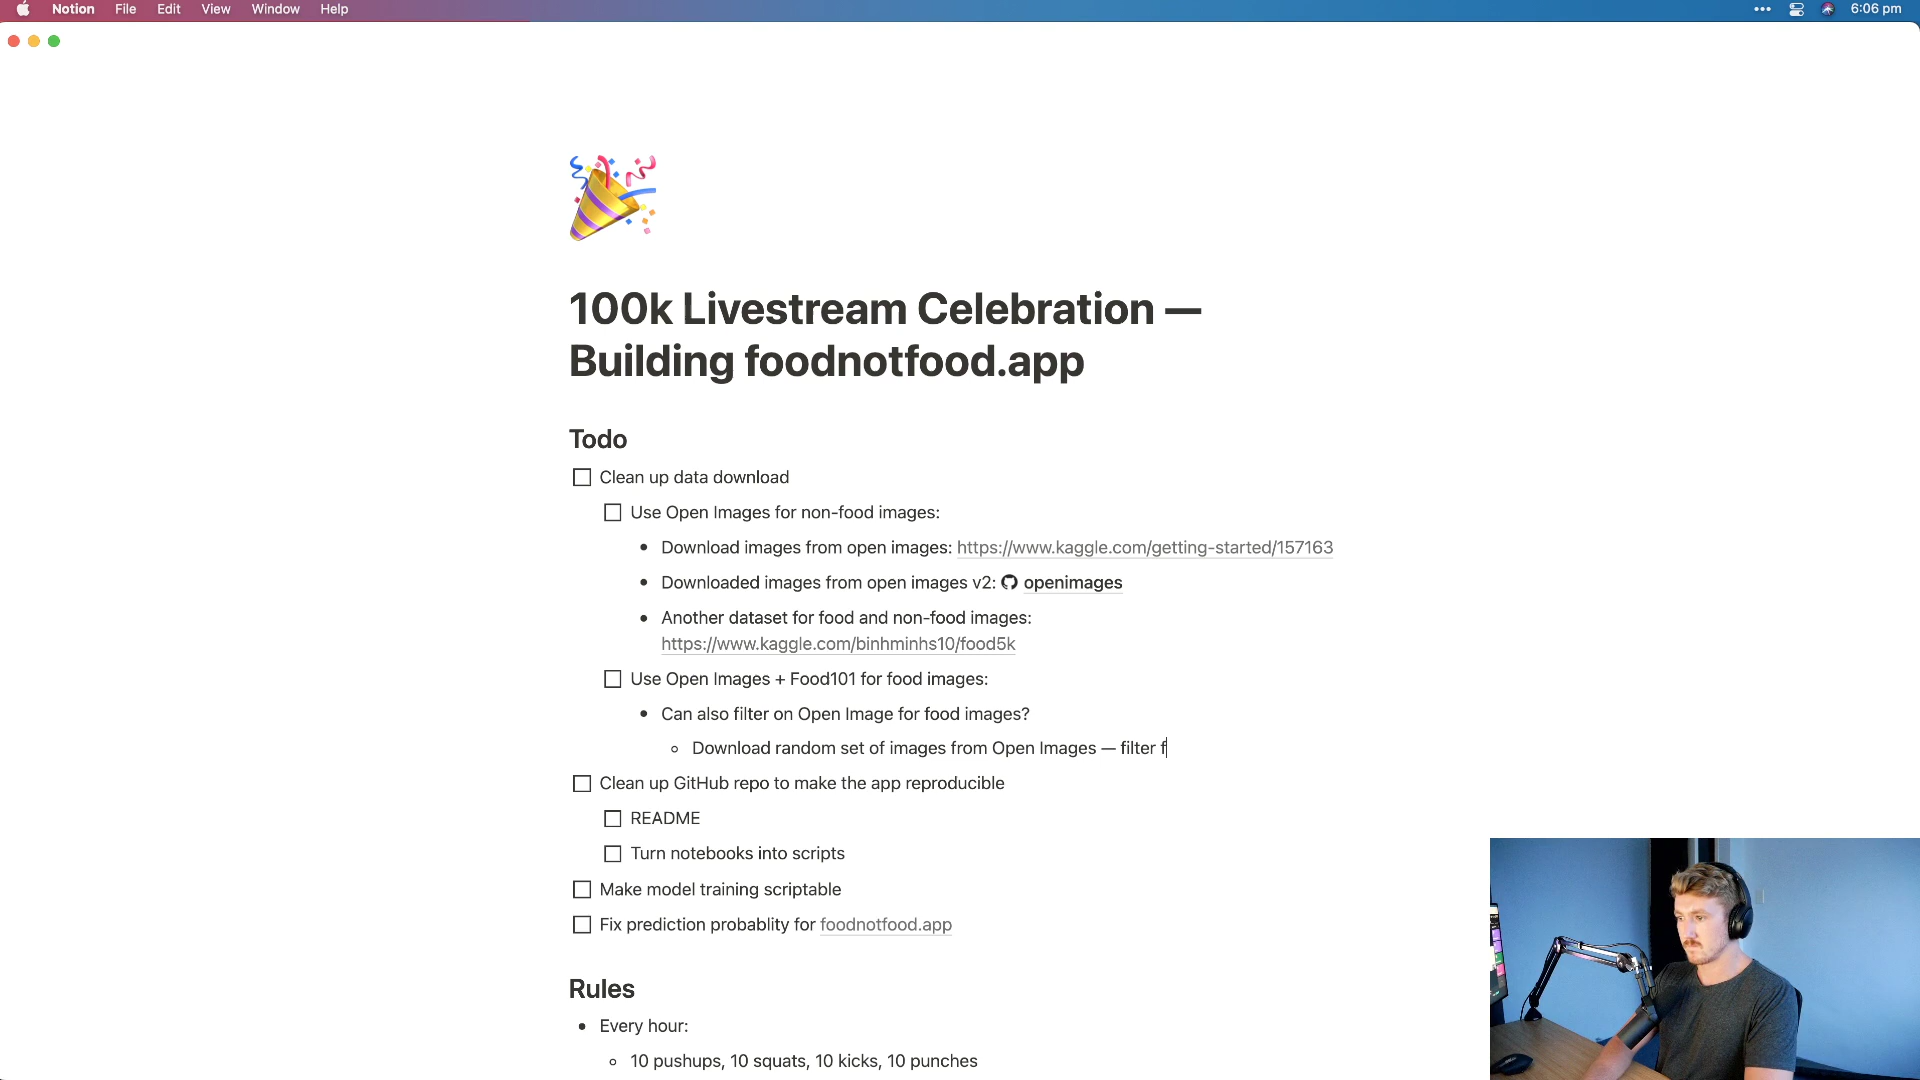 Notion File Edit View Window Help
6:06 pm
100k Livestream Celebration —
Building foodnotfood.app
Todo
Clean up data download
Use Open Images for non-food images:
Download images from open images: https://www.kaggle.com/getting-started/157163
Downloaded images from open images v2: openimages
Another dataset for food and non-food images:
https://www.kaggle.com/binhminhs10/food5k
Use Open Images + Food101 for food images:
Can also filter on Open Image for food images?
Download random set of images from Open Images — filter f
Clean up GitHub repo to make the app reproducible
README
Turn notebooks into scripts
Make model training scriptable
Fix prediction probablity for foodnotfood.app
Rules
Every hour:
10 pushups, 10 squats, 10 kicks, 10 punches